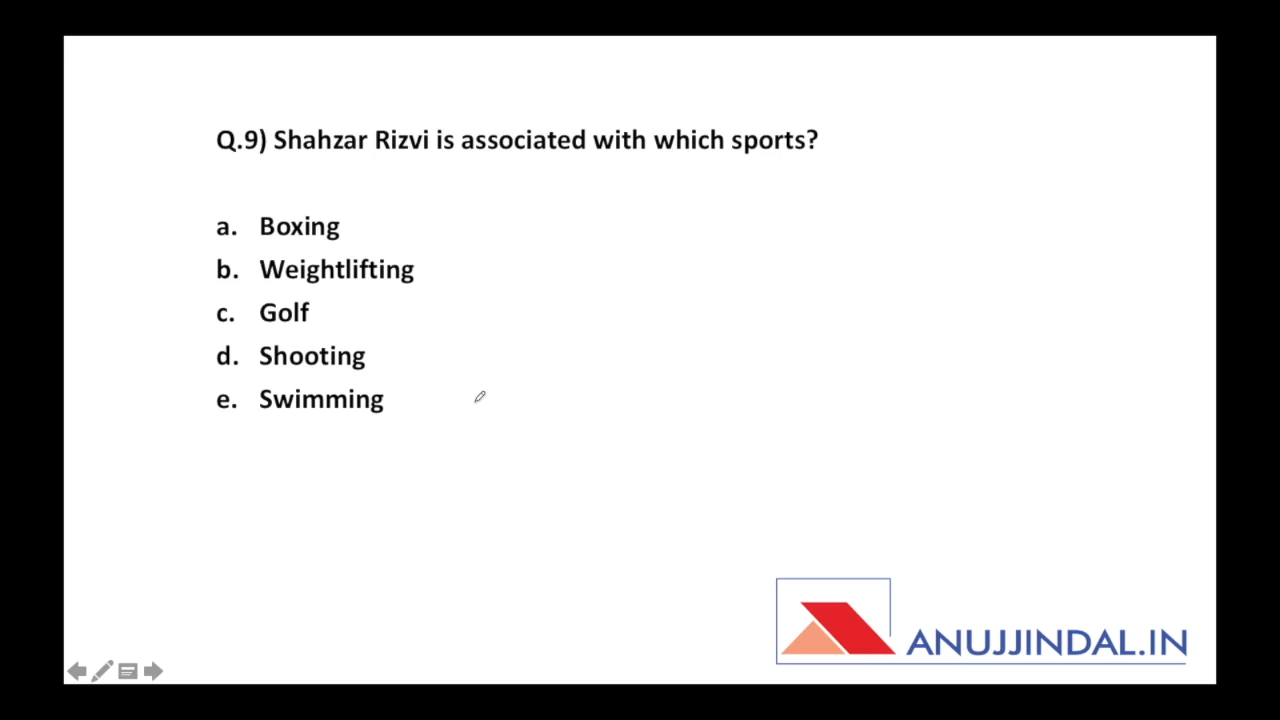 Q.9) Shahzar Rizvi is associated with which sports?
a. Boxing
b. Weightlifting
c. Golf
d. Shooting
e. Swimming
ANUJJINDAL.IN